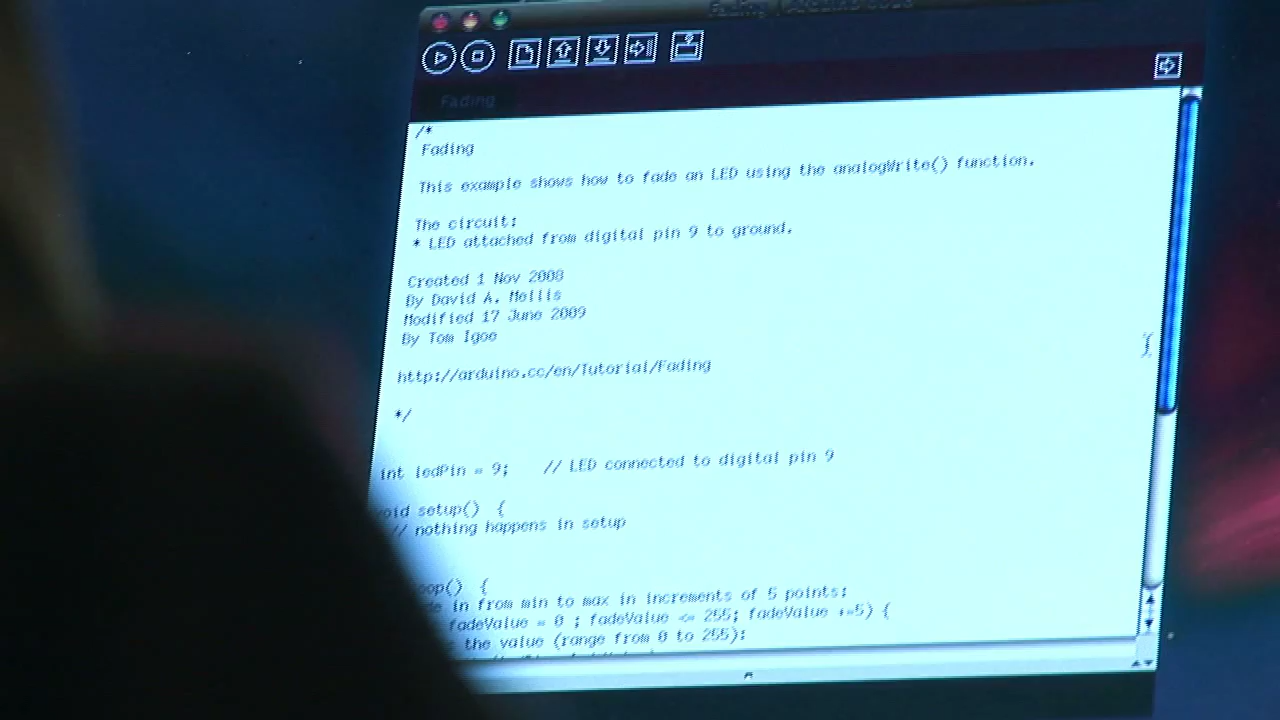 Fading
/*
Fading
This example shows how to fade an LED using the analogWrite() function.
The circuit:
* LED attached from digital pin 9 to ground.
Created 1 Nov 2008
By David A. Mellis
Modified 17 June 2009
By Tom Igoe
http://arduino.cc/en/Tutorial/Fading
*/
int ledPin = 9;    // LED connected to digital pin 9
void setup()  {
// nothing happens in setup
oop()  {
de in from min to max in increments of 5 points:
fadeValue = 0 ; fadeValue <= 255; fadeValue +=5) {
the value (range from 0 to 255):